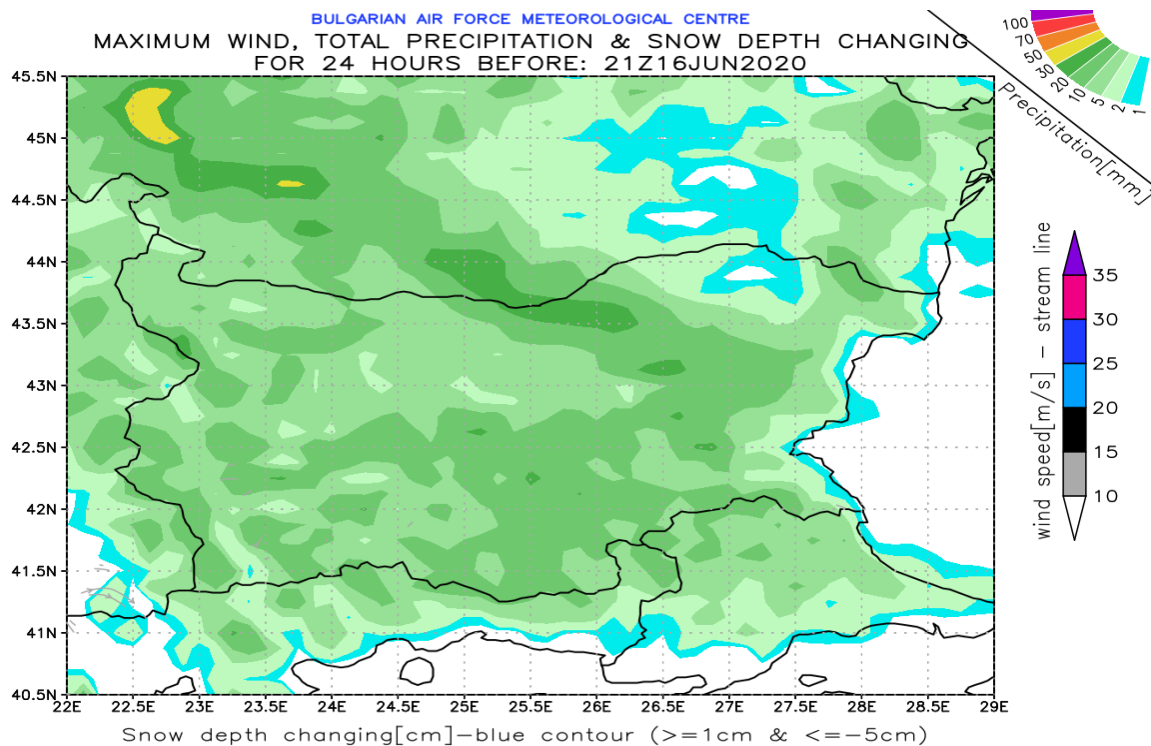 BULGARIAN AIR FORCE METEOROLOGICAL CENTRE
MAXIMUM WIND, TOTAL PRECIPITATION & SNOW DEPTH CHANGING
FOR 24 HOURS BEFORE: 21Z16JUN2020
100
70
50
30
20
10
5
2
1
Precipitation[mm]
45.5N
45N
44.5N
44N
43.5N
43N
42.5N
42N
41.5N
41N
40.5N
22E 22.5E 23E 23.5E 24E 24.5E 25E 25.5E 26E 26.5E 27E 27.5E 28E 28.5E 29E
wind speed[m/s] - stream line
35
30
25
20
15
10
Snow depth changing[cm]-blue contour (>=1cm & <=-5cm)